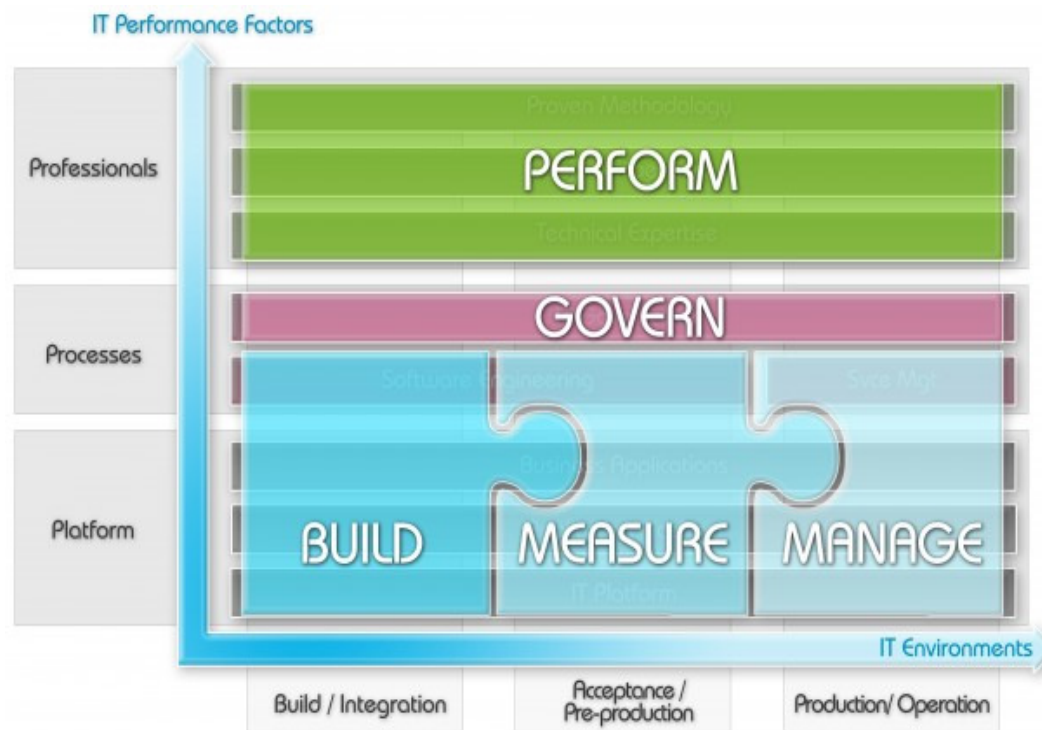 IT Performance Factors
Proven Methodology
Professionals
PERFORM
Technical Expertise
GOVERN
Processes
Software Engineering
Svce Mgt
Business Applications
Platform
BUILD
MEASURE
MANAGE
IT Platform
IT Environments
Build / Integration
Acceptance /
Pre-production
Production/ Operation